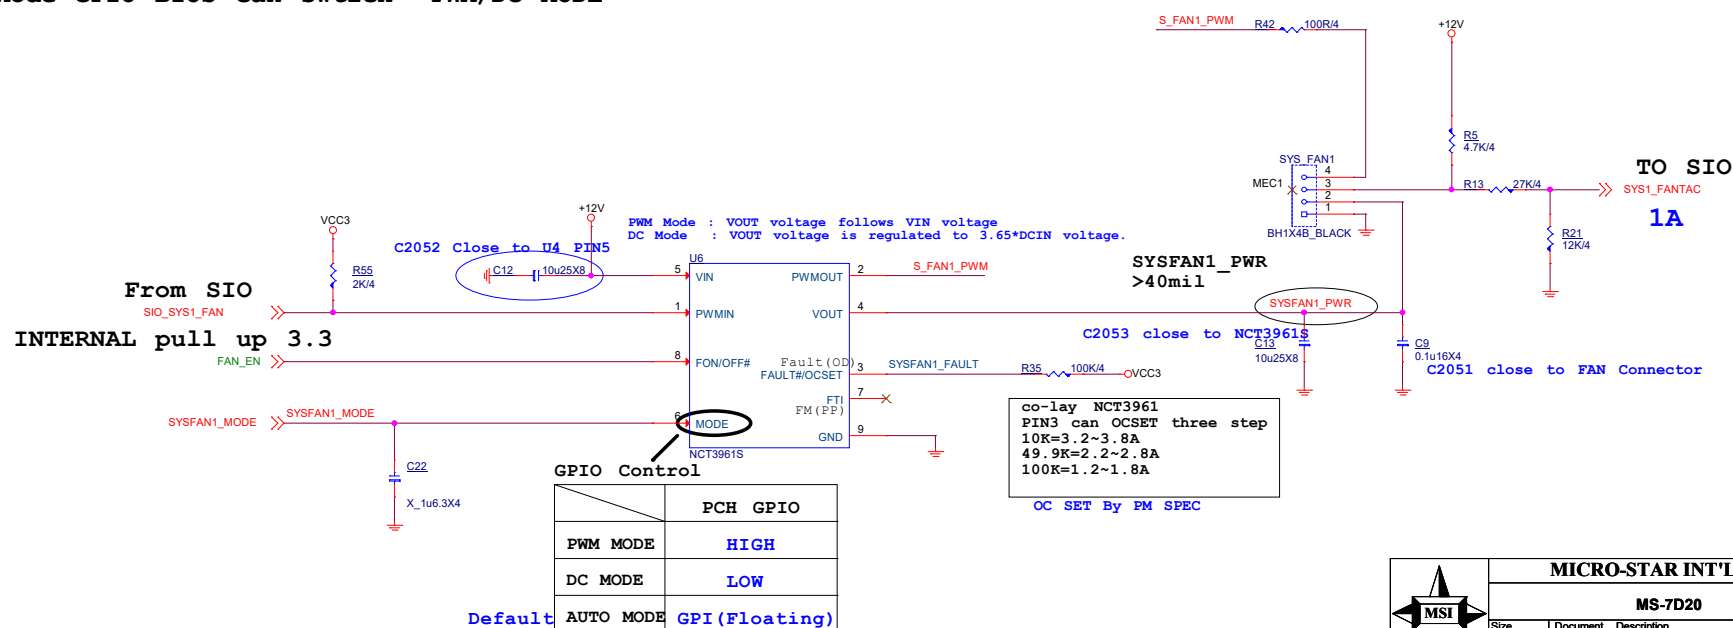 S_FAN1_PWM
R42
100R/4
+12V
R5
4.7K/4
SYS_FAN1
4
3
2
1
MEC1
BH1X4B_BLACK
R13
27K/4
TO SIO
SYS1_FANTAC
1A
R21
12K/4
VCC3
R55
2K/4
From SIO
SIO_SYS1_FAN
INTERNAL pull up 3.3
FAN_EN
SYSFAN1_MODE
SYSFAN1_MODE
C22
X_1u6.3X4
+12V
PWM Mode : VOUT voltage follows VIN voltage
DC Mode : VOUT voltage is regulated to 3.65*DCIN voltage.
C2052 Close to U4 PIN5
C12
10u25X8
U6
5
VIN
1
PWMIN
8
FON/OFF#
6
MODE
PWMOUT
2
S_FAN1_PWM
VOUT
4
Fault(OD)
FAULT#/OCSET
3
SYSFAN1_FAULT
R35
100K/4
VCC3
FTI
7
FM(PP)
GND
9
NCT3961S
SYSFAN1_PWR
>40mil
SYSFAN1_PWR
C2053 close to NCT3961S
C13
10u25X8
C9
0.1u16X4
C2051 close to FAN Connector
co-lay NCT3961
PIN3 can OCSET three step
10K=3.2~3.8A
49.9K=2.2~2.8A
100K=1.2~1.8A
OC SET By PM SPEC
GPIO Control
PCH GPIO
PWM MODE HIGH
DC MODE LOW
Default AUTO MODE GPI(Floating)
MSI
MICRO-STAR INT'L
MS-7D20
Size
Document Description